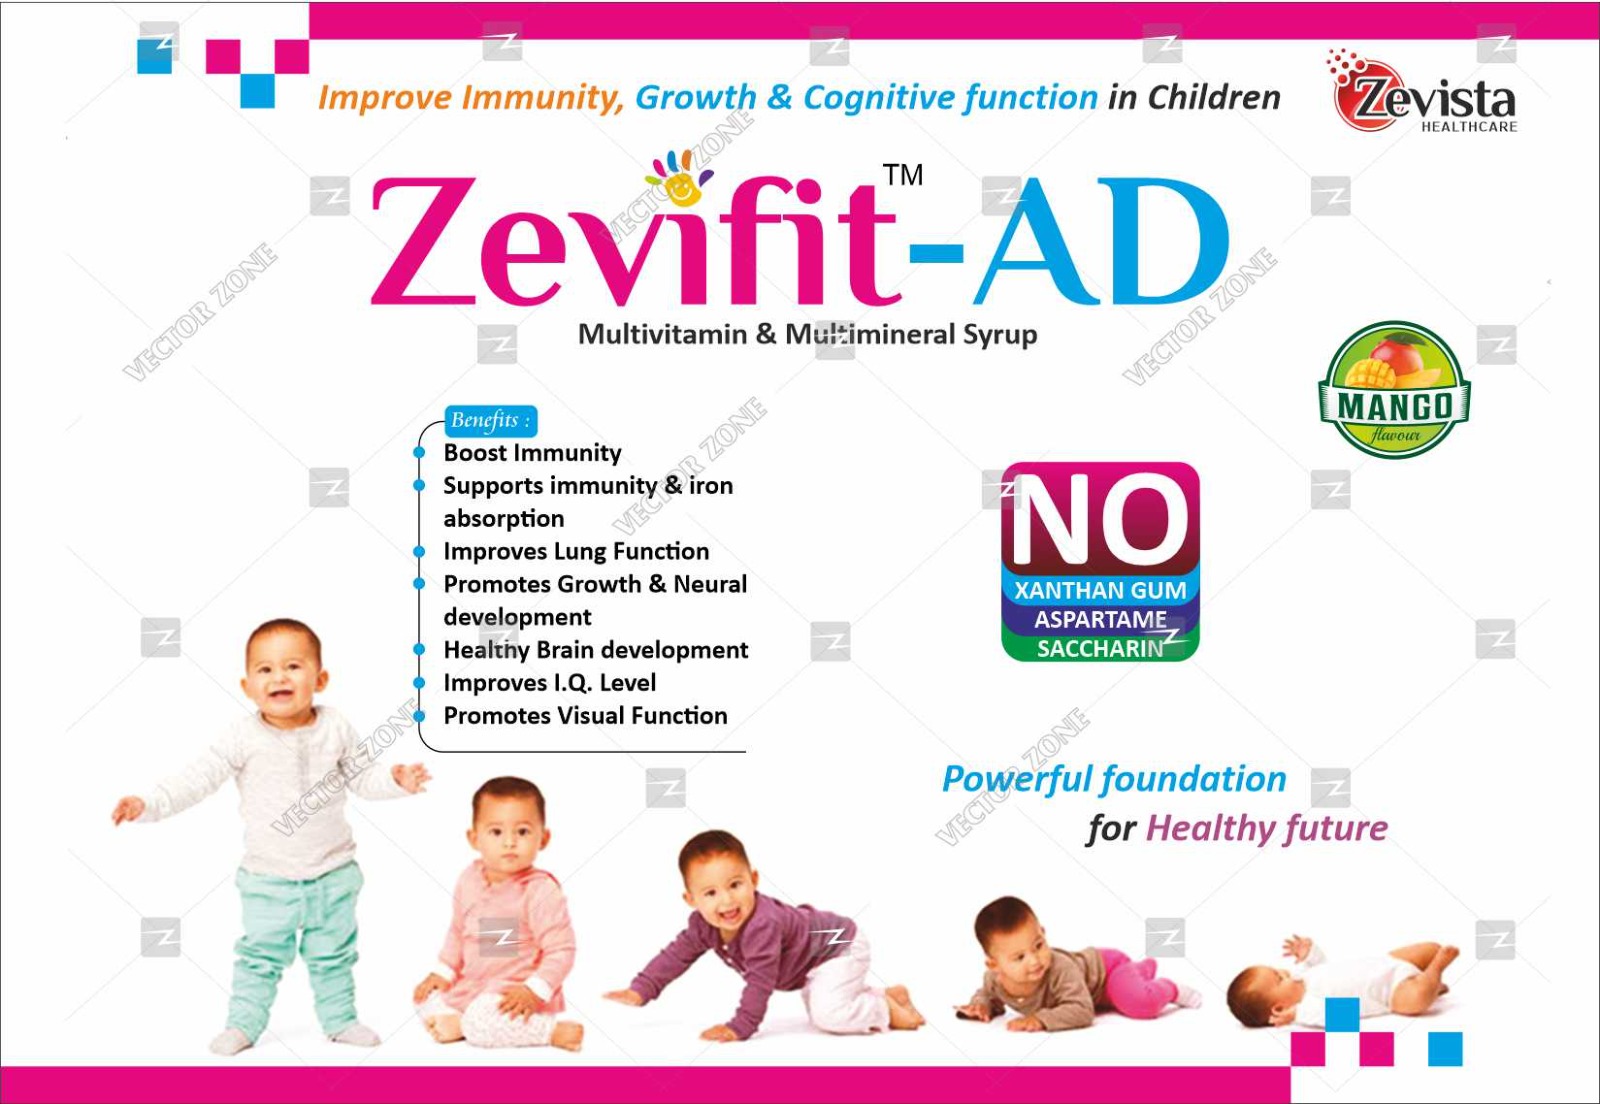 Improve Immunity, Growth & Cognitive function in Children
Zevista
HEALTHCARE
Zevifit™-AD
Multivitamin & Multimineral Syrup
MANGO
flavour
Benefits :
Boost Immunity
Supports immunity & iron
absorption
Improves Lung Function
Promotes Growth & Neural
development
Healthy Brain development
Improves I.Q. Level
Promotes Visual Function
NO
XANTHAN GUM
ASPARTAME
SACCHARIN
Powerful foundation
for Healthy future
VECTOR ZONE
VECTOR ZONE
VECTOR ZONE
VECTOR ZONE
VECTOR ZONE
VECTOR ZONE